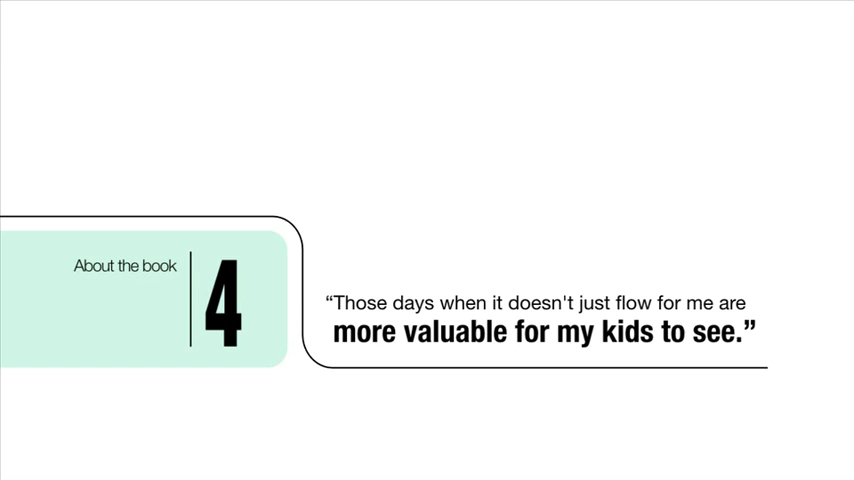 About the book
4
“Those days when it doesn't just flow for me are
more valuable for my kids to see.”